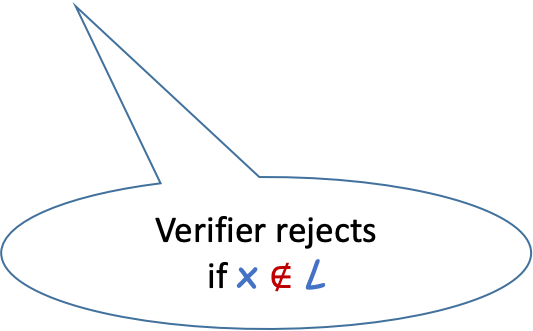 Verifier rejects
if x ∉ L